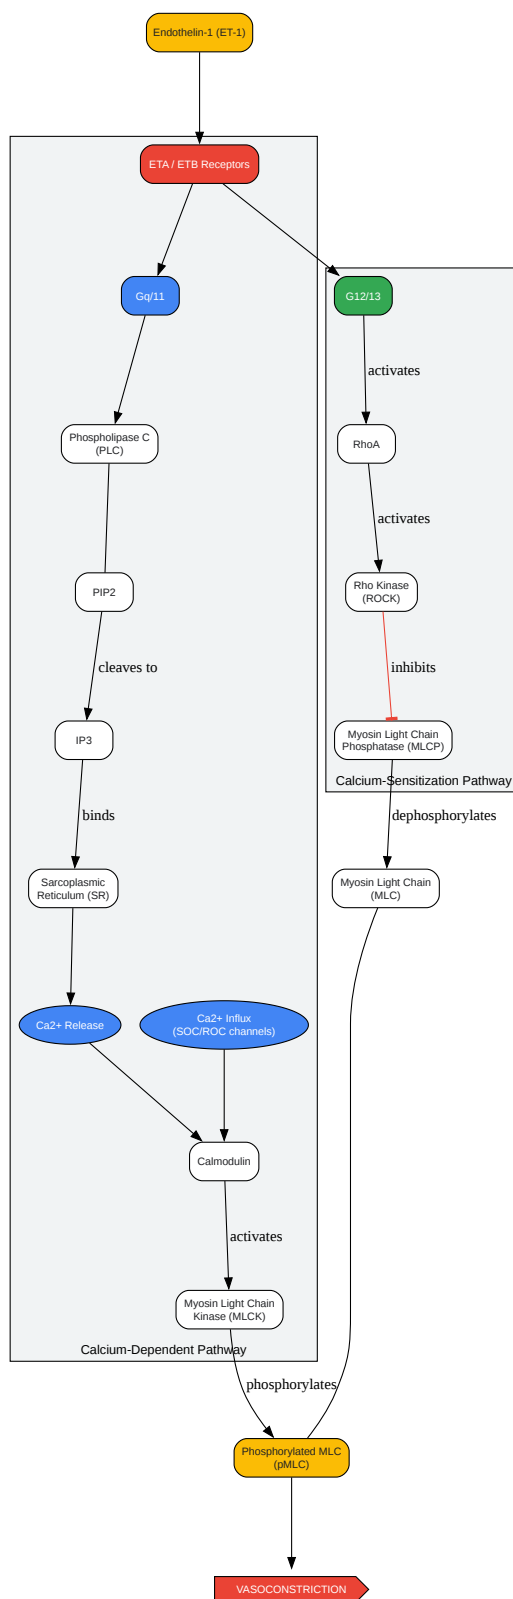 Endothelin-1 (ET-1)
ETA / ETB Receptors
Gq/11
G12/13
activates
Phospholipase C
(PLC)
RhoA
activates
PIP2
Rho Kinase
(ROCK)
cleaves to
inhibits
IP3
Myosin Light Chain
Phosphatase (MLCP)
Calcium-Sensitization Pathway
binds
dephosphorylates
Sarcoplasmic
Reticulum (SR)
Myosin Light Chain
(MLC)
Ca2+ Release
Ca2+ Influx
(SOC/ROC channels)
Calmodulin
activates
Myosin Light Chain
Kinase (MLCK)
Calcium-Dependent Pathway
phosphorylates
Phosphorylated MLC
(pMLC)
VASOCONSTRICTION